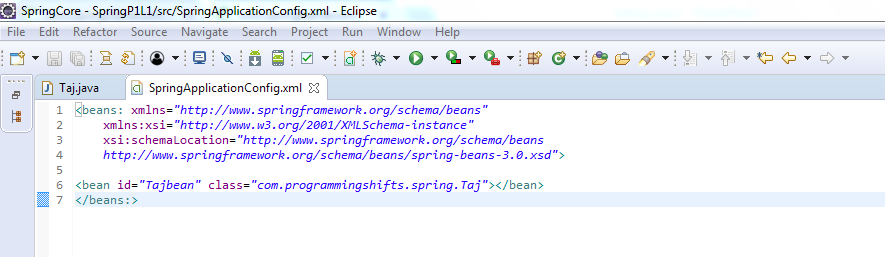 SpringCore - SpringP1L1/src/SpringApplicationConfig.xml - Eclipse
File Edit Refactor Source Navigate Search Project Run Window Help
Taj.java SpringApplicationConfig.xml
1 <beans: xmlns="http://www.springframework.org/schema/beans"
2 xmlns:xsi="http://www.w3.org/2001/XMLSchema-instance"
3 xsi:schemaLocation="http://www.springframework.org/schema/beans
4 http://www.springframework.org/schema/beans/spring-beans-3.0.xsd">
5
6 <bean id="Tajbean" class="com.programmingshifts.spring.Taj"></bean>
7 </beans:>